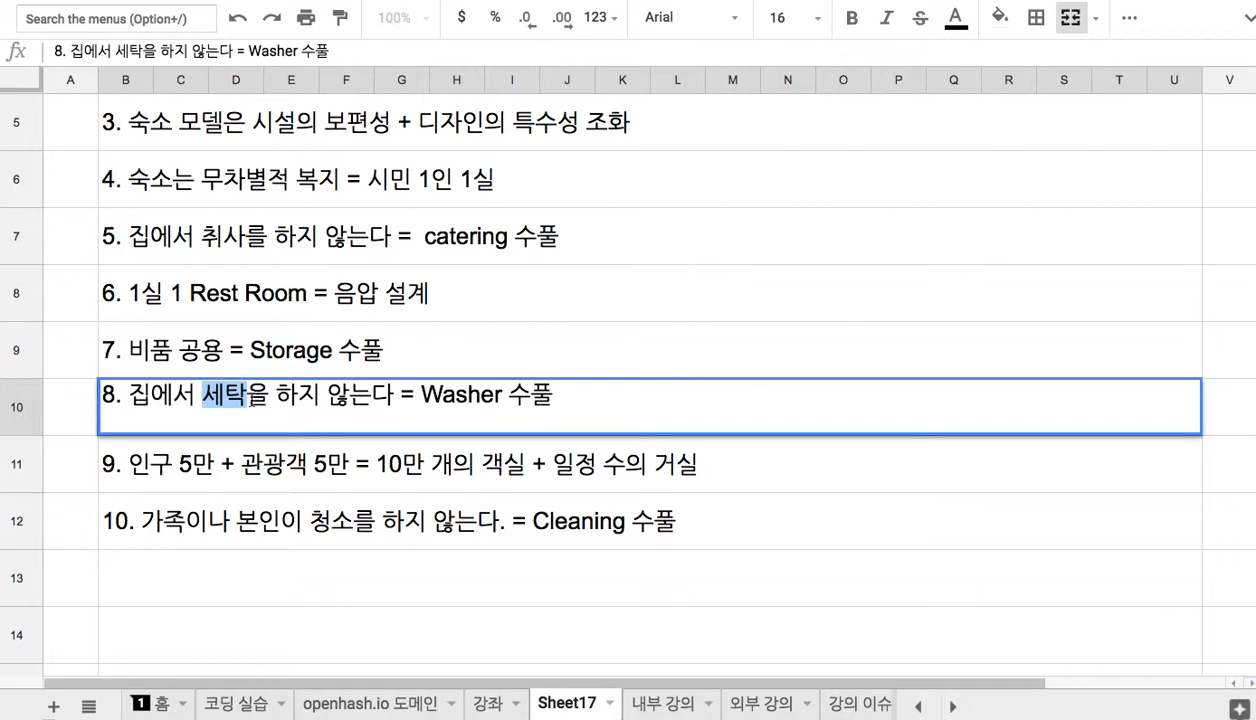 Search the menus (Option+/) 100% $ % .0 .00 123 Arial 16 B I S A
fx 8. 집에서 세탁을 하지 않는다 = Washer 수풀
A B C D E F G H I J K L M N O P Q R S T U V
5 3. 숙소 모델은 시설의 보편성 + 디자인의 특수성 조화
6 4. 숙소는 무차별적 복지 = 시민 1인 1실
7 5. 집에서 취사를 하지 않는다 = catering 수풀
8 6. 1실 1 Rest Room = 음압 설계
9 7. 비품 공용 = Storage 수풀
10 8. 집에서 세탁을 하지 않는다 = Washer 수풀
11 9. 인구 5만 + 관광객 5만 = 10만 개의 객실 + 일정 수의 거실
12 10. 가족이나 본인이 청소를 하지 않는다. = Cleaning 수풀
13
14
1 홈 코딩 실습 openhash.io 도메인 강좌 Sheet17 내부 강의 외부 강의 강의 이슈